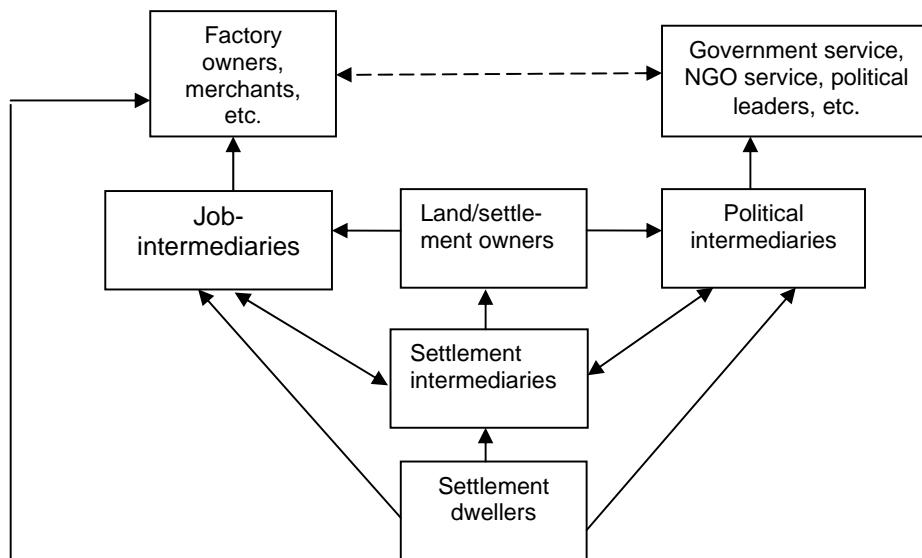 Factory
owners,
merchants,
etc.
Government service,
NGO service, political
leaders, etc.
Job-
intermediaries
Land/settle-
ment owners
Political
intermediaries
Settlement
intermediaries
Settlement
dwellers